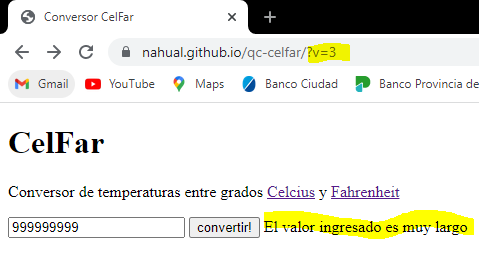 Conversor CelFar
nahual.github.io/qc-celfar/?v=3
Gmail YouTube Maps Banco Ciudad Banco Provincia de
CelFar
Conversor de temperaturas entre grados Celcius y Fahrenheit
999999999 convertir! El valor ingresado es muy largo